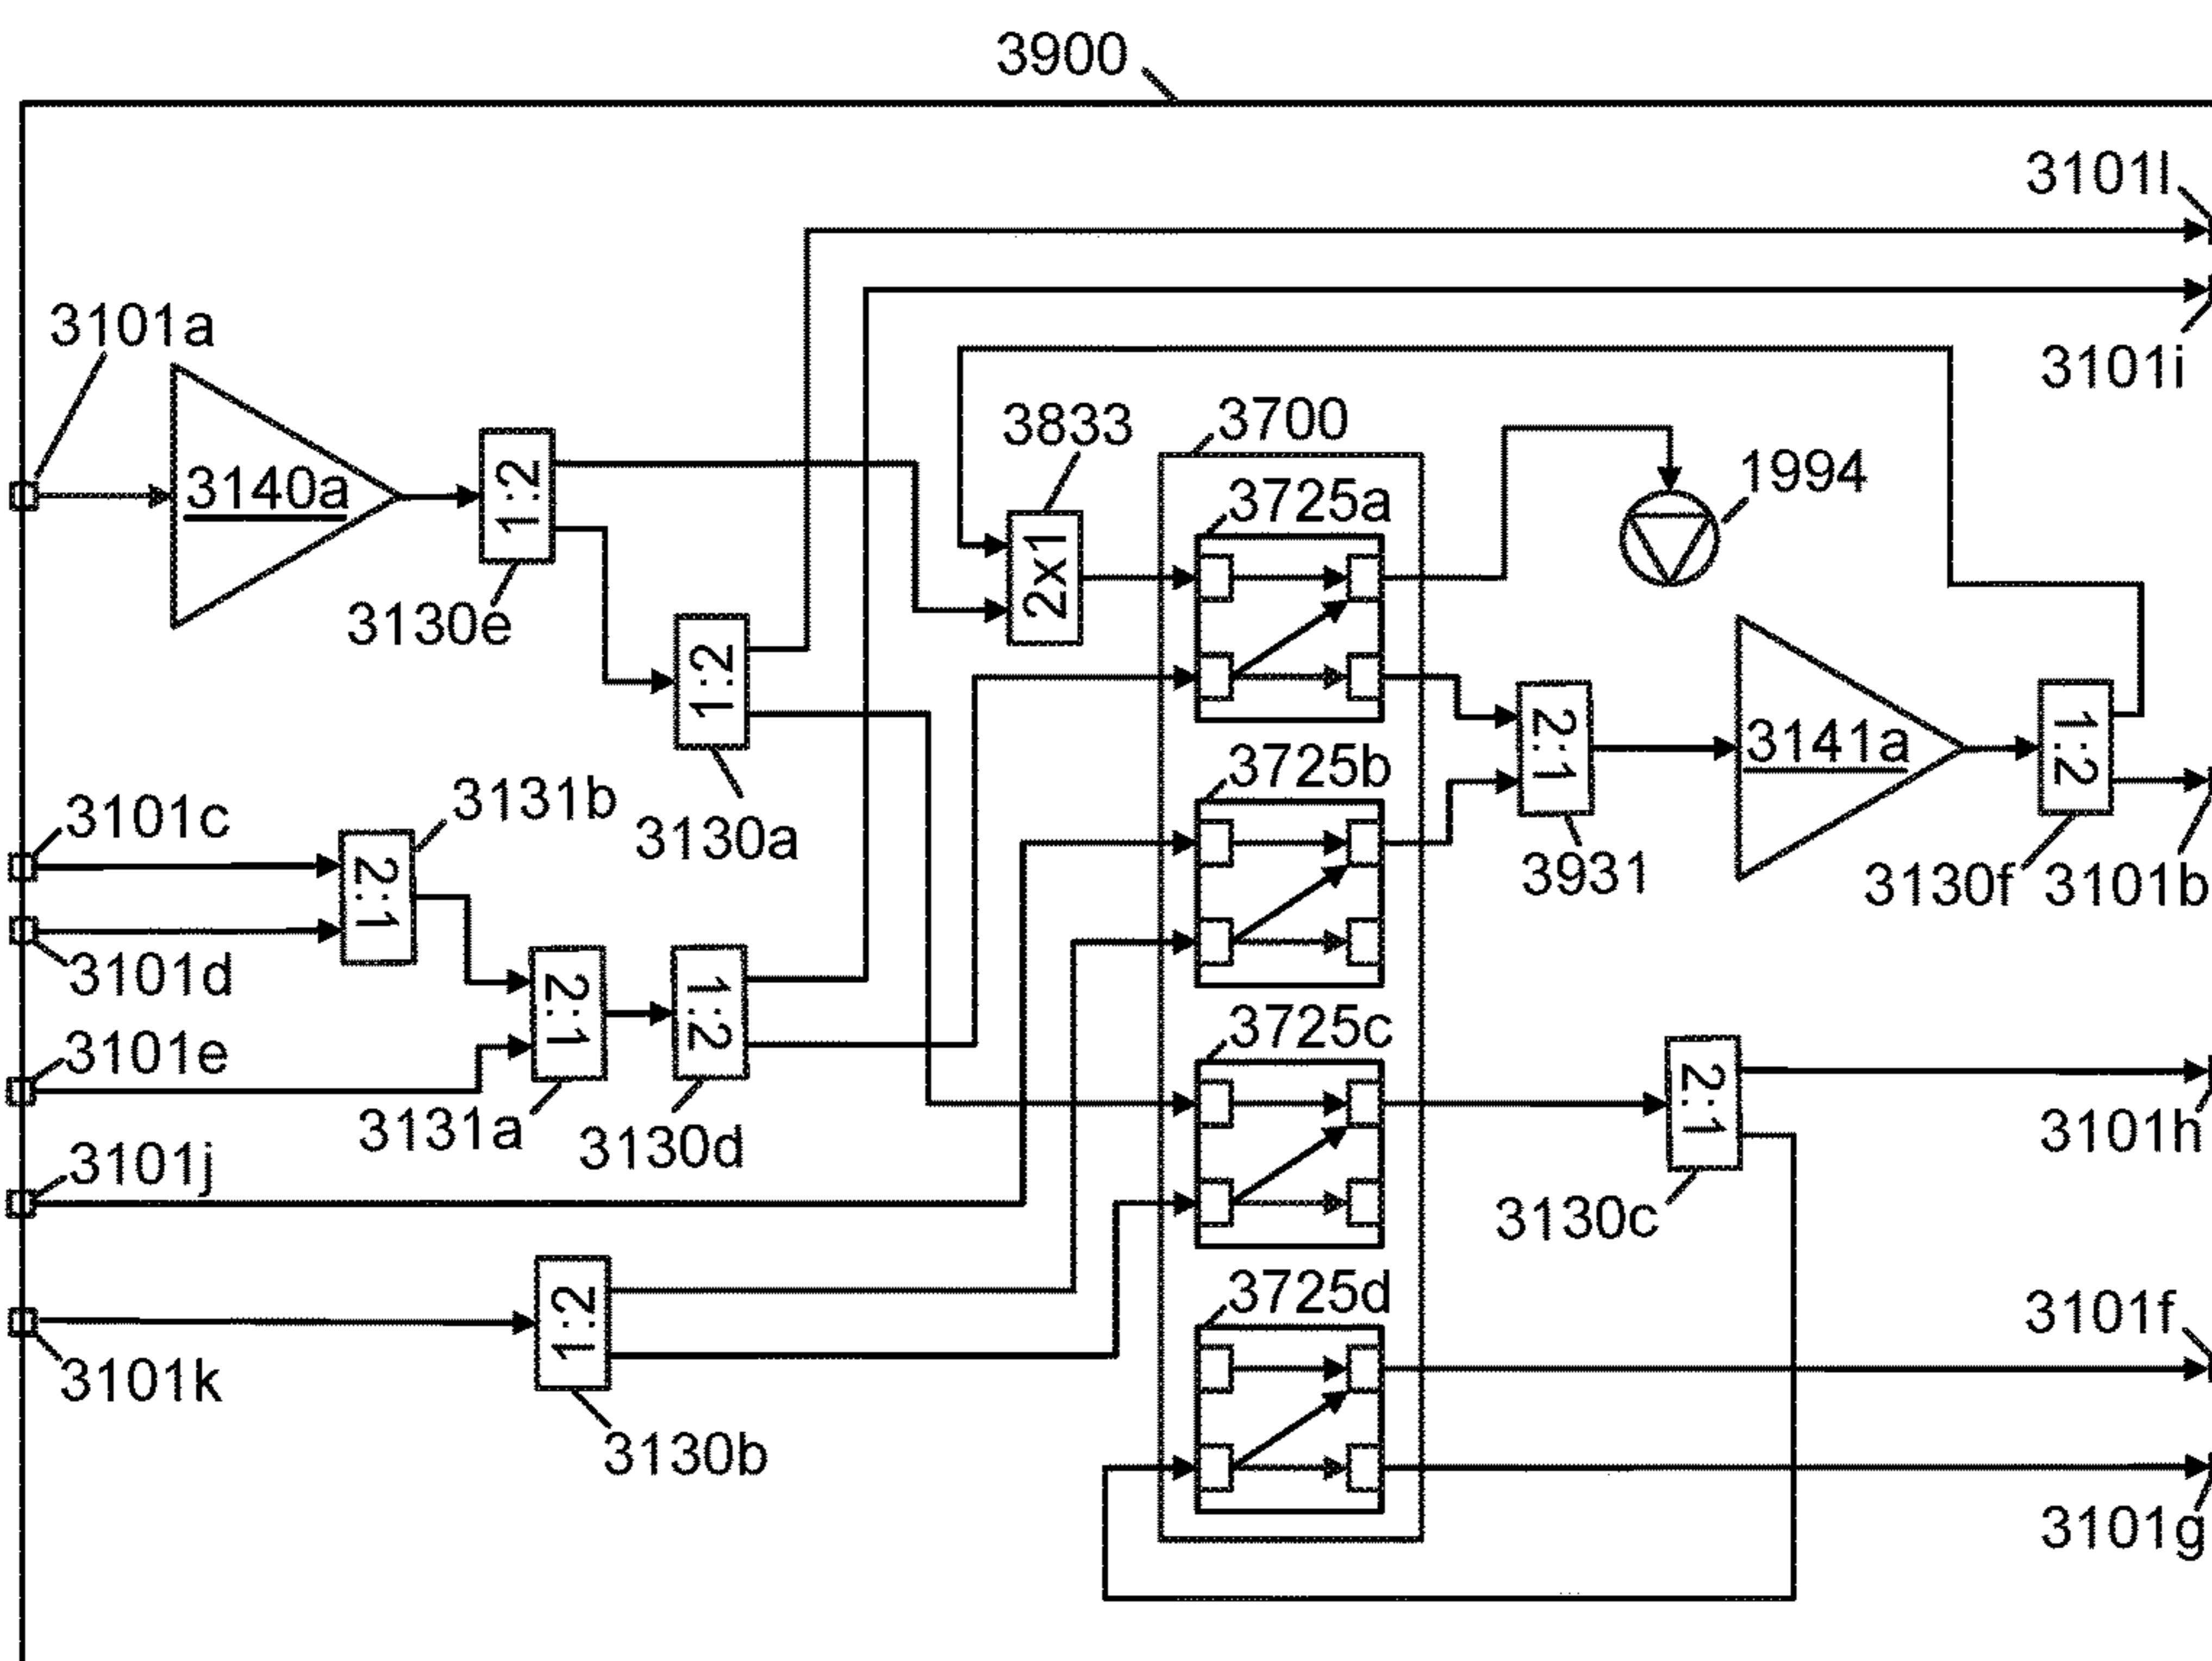 3900
3101l
3101i
3101a
3140a
1:2
3130e
3833
2x1
3700
3725a
1994
1:2
3130a
3725b
2:1
3931
3141a
1:2
3130f
3101b
3101c
3131b
2:1
3101d
3101e
2:1
3131a
1:2
3130d
3725c
2:1
3130c
3101h
3101j
3101k
1:2
3130b
3725d
3101f
3101g